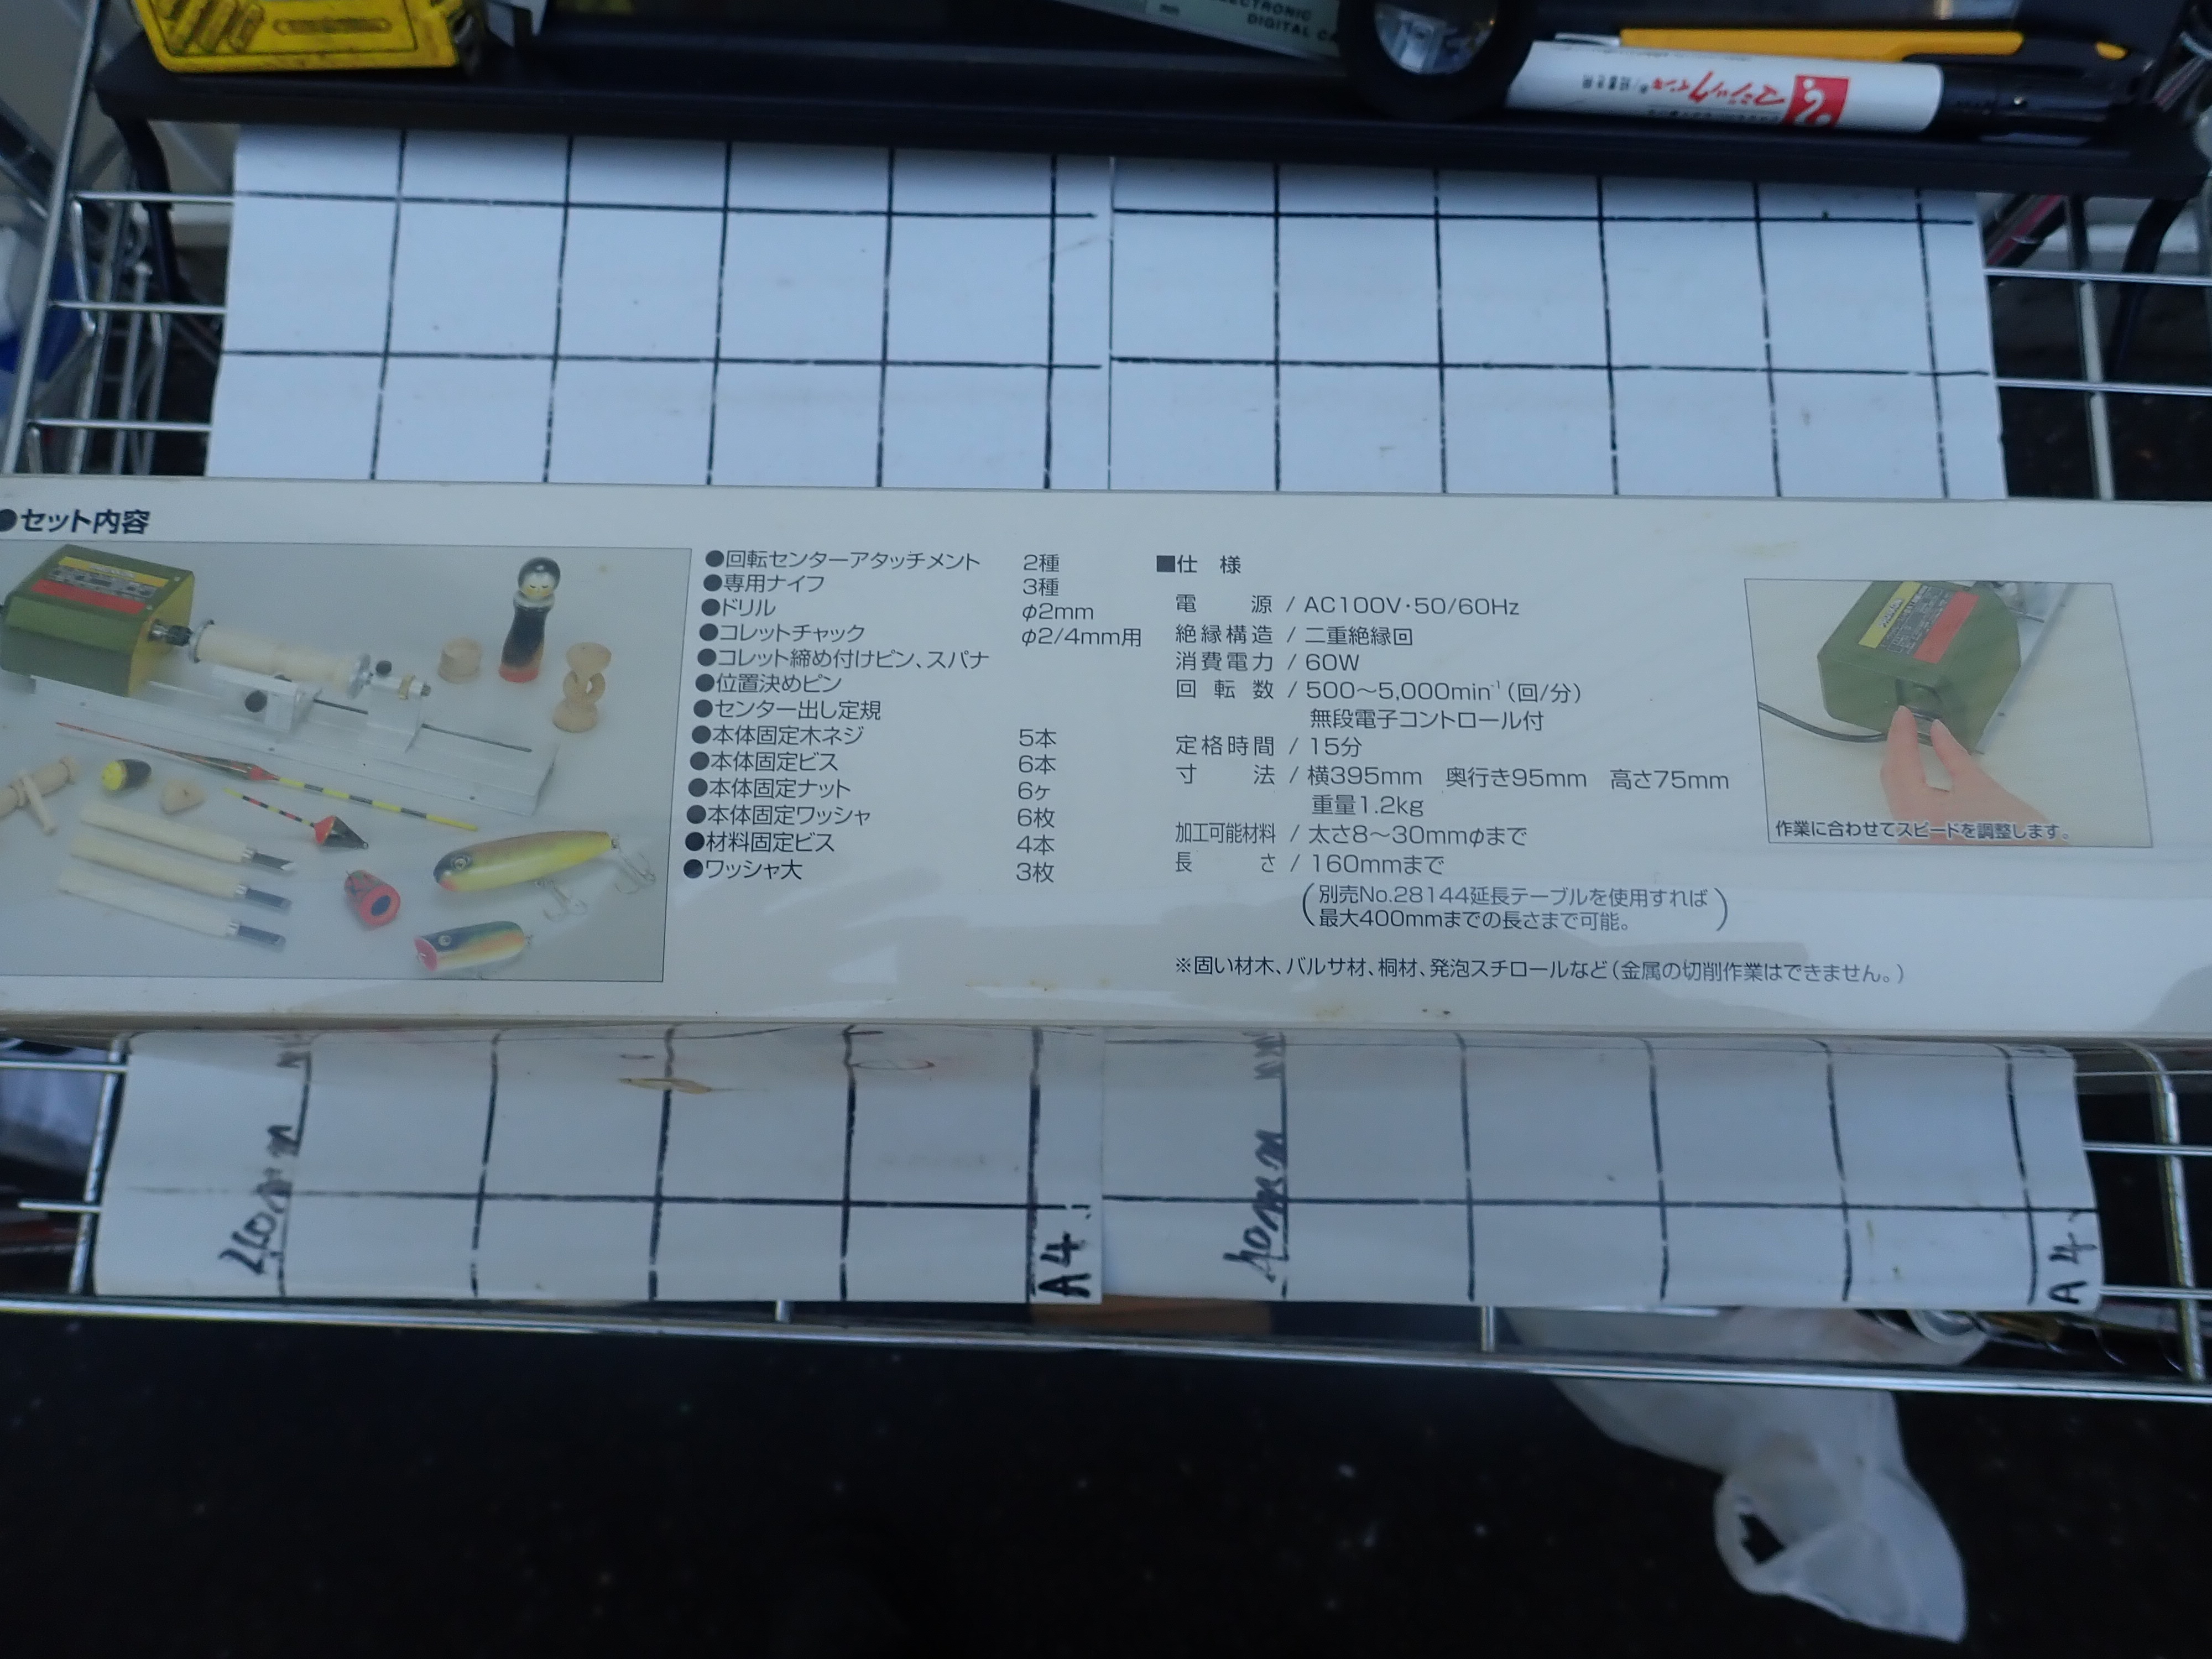 ELECTRONIC
DIGITAL CA
マジックインキ
●セット内容
●回転センターアタッチメント 2種
●専用ナイフ 3種
●ドリル φ2mm
●コレットチャック φ2/4mm用
●コレット締め付けピン、スパナ
●位置決めピン
●センター出し定規
●本体固定木ネジ 5本
●本体固定ビス 6本
●本体固定ナット 6ヶ
●本体固定ワッシャ 6枚
●材料固定ビス 4本
●ワッシャ大 3枚
■仕 様
電 源 / AC100V・50/60Hz
絶縁構造 / 二重絶縁回
消費電力 / 60W
回 転 数 / 500〜5,000min⁻¹(回/分)
無段電子コントロール付
定格時間 / 15分
寸 法 / 横395mm 奥行き95mm 高さ75mm
重量1.2kg
加工可能材料 / 太さ8〜30mmφまで
長 さ / 160mmまで
(別売No.28144延長テーブルを使用すれば
最大400mmまでの長さまで可能。)
※固い材木、バルサ材、桐材、発泡スチロールなど(金属の切削作業はできません。)
作業に合わせてスピードを調整します。
40mm
A4
40mm
A4